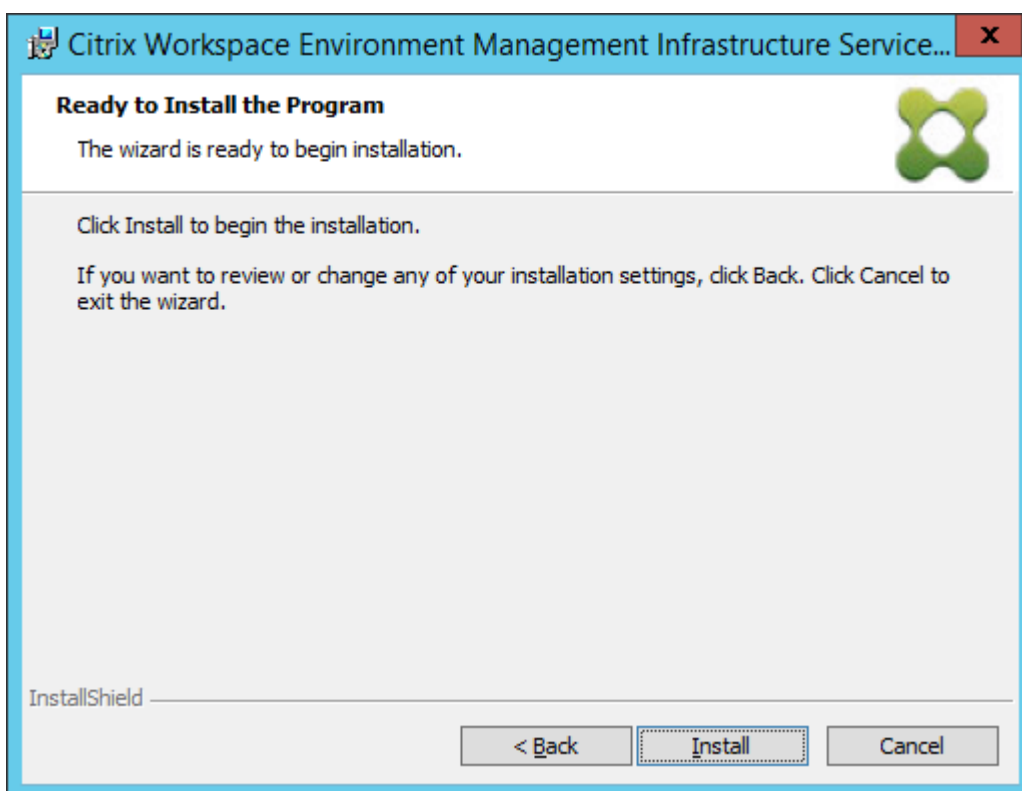 Citrix Workspace Environment Management Infrastructure Service...
x
Ready to Install the Program
The wizard is ready to begin installation.
Click Install to begin the installation.
If you want to review or change any of your installation settings, click Back. Click Cancel to
exit the wizard.
InstallShield
< Back
Install
Cancel